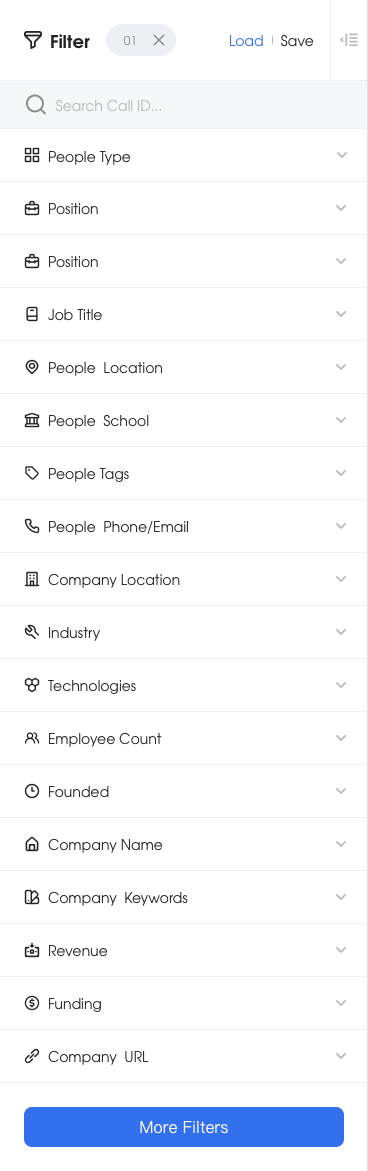 Filter 01 Load Save
Search Call ID...
People Type
Position
Position
Job Title
People Location
People School
People Tags
People Phone/Email
Company Location
Industry
Technologies
Employee Count
Founded
Company Name
Company Keywords
Revenue
Funding
Company URL
More Filters